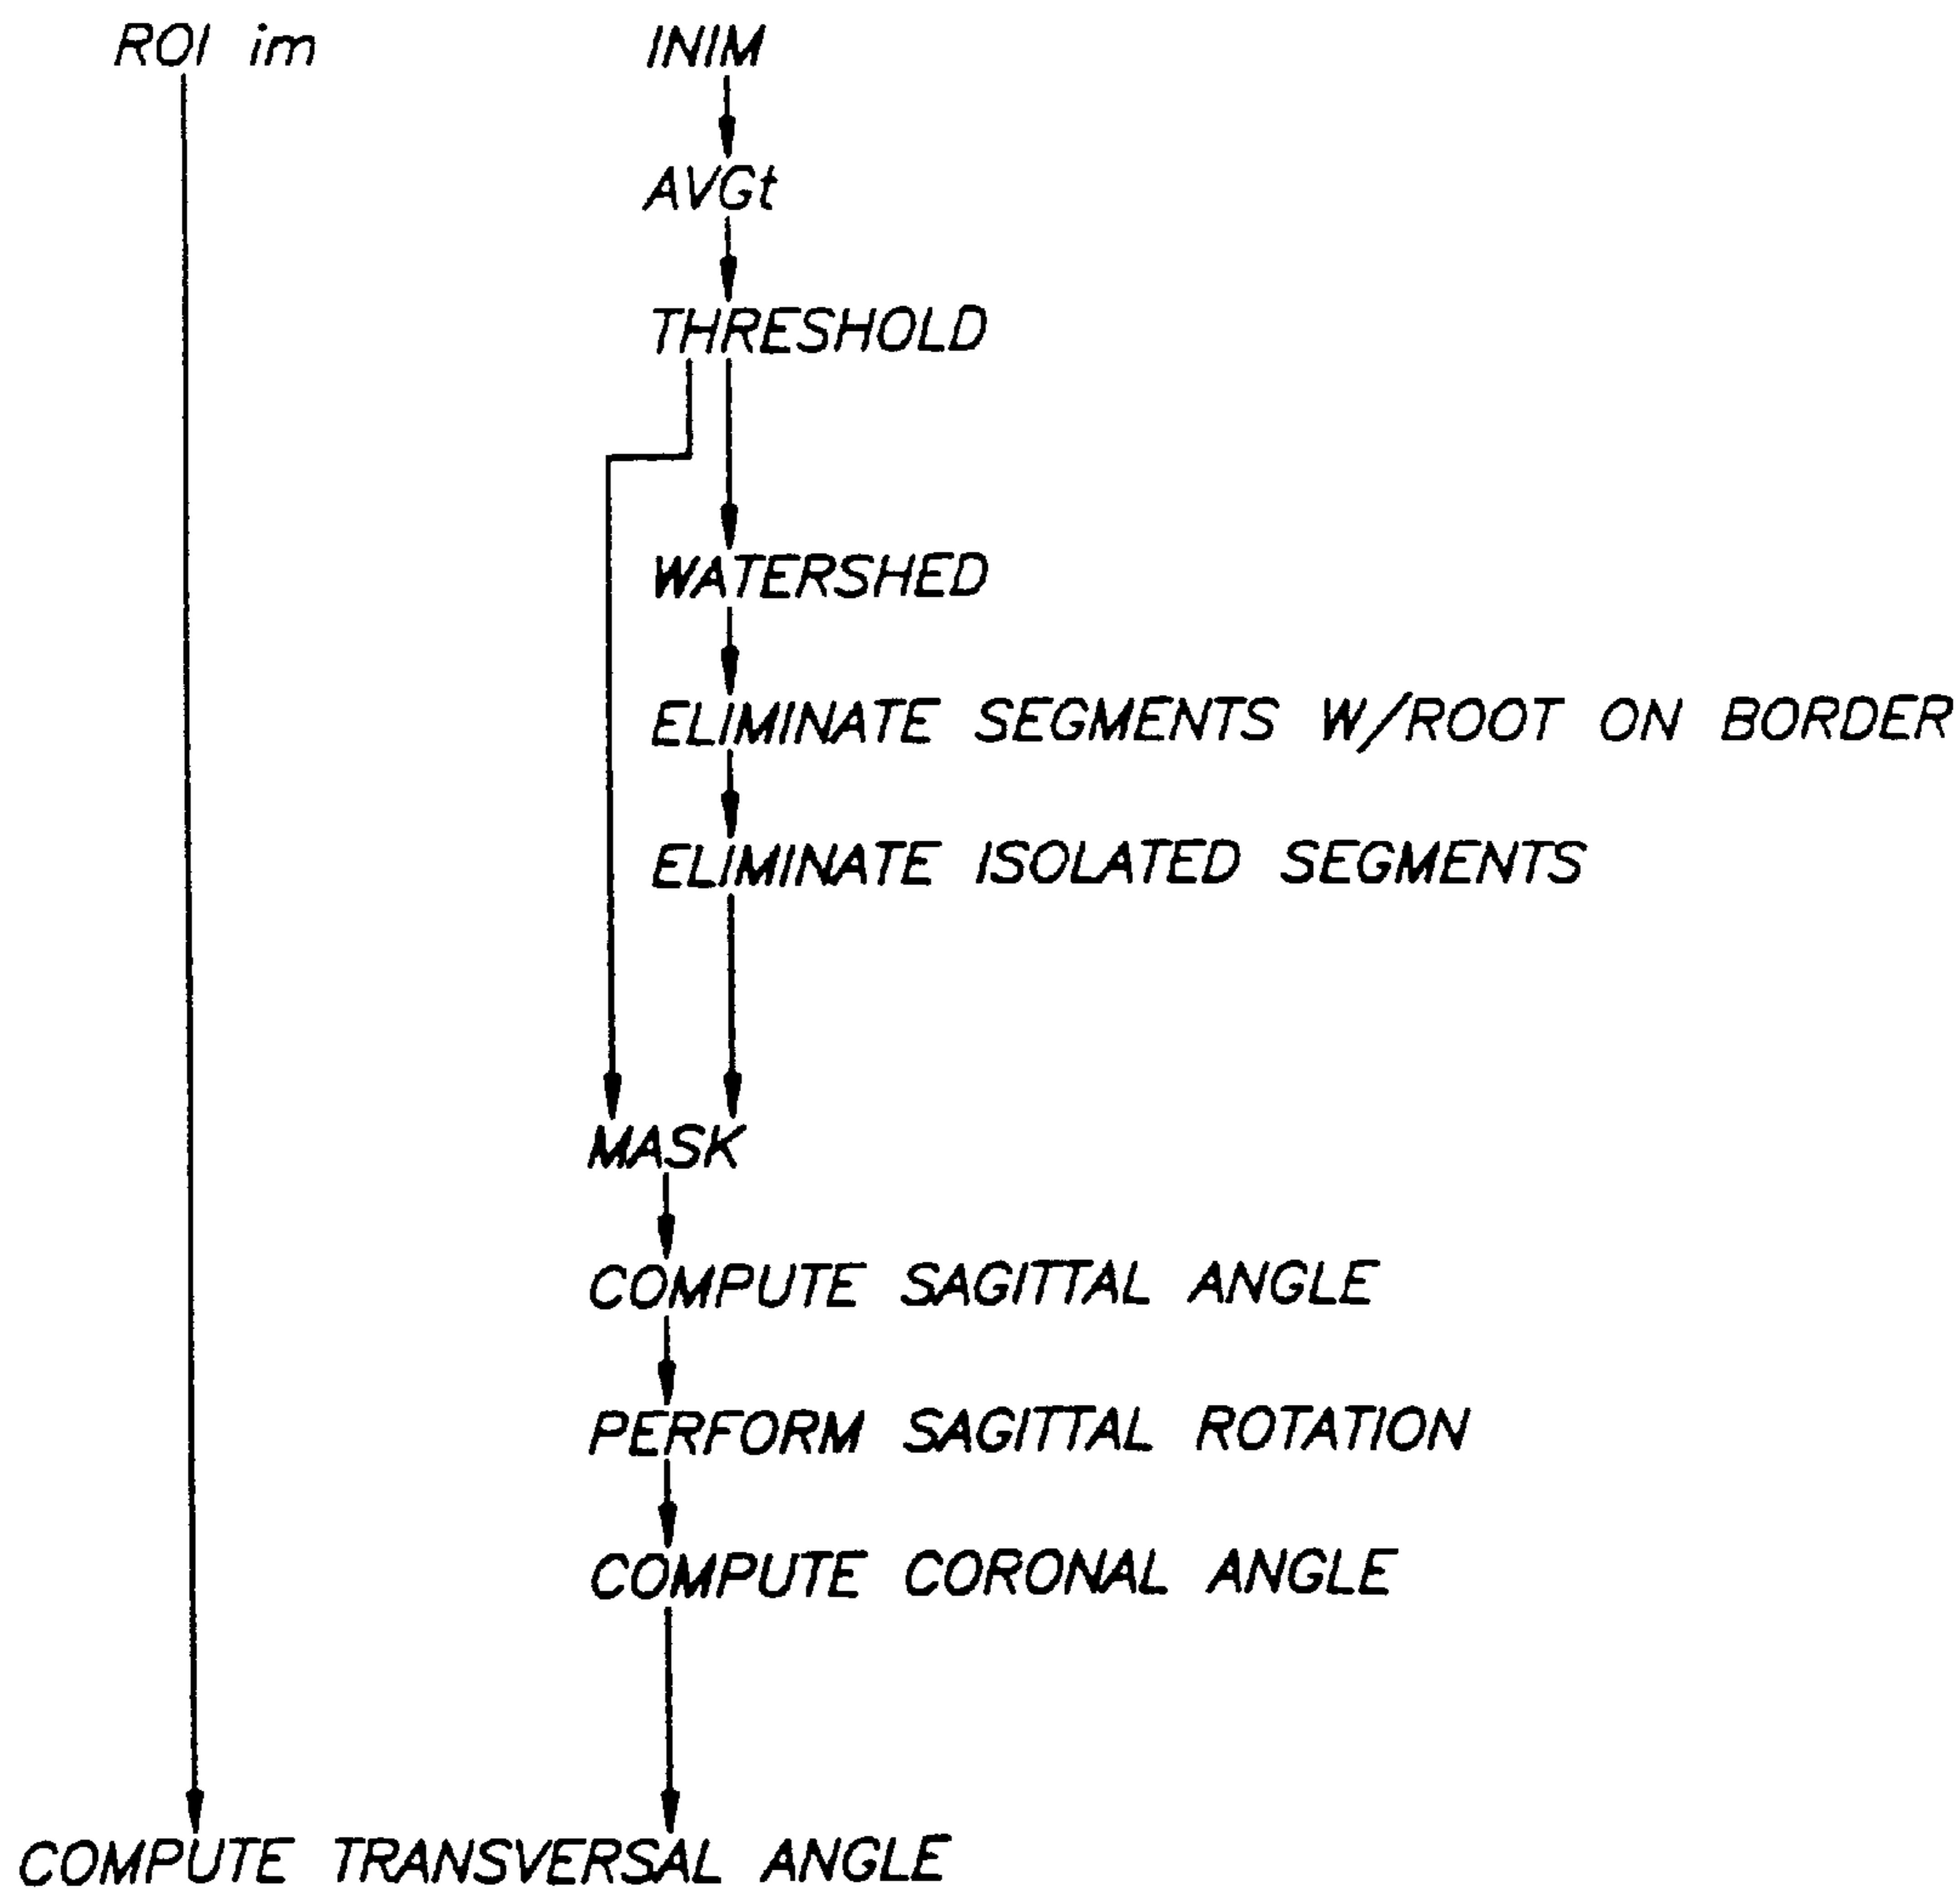 ROI im INIM
AVGt
THRESHOLD
WATERSHED
ELIMINATE SEGMENTS W/ROOT ON BORDER
ELIMINATE ISOLATED SEGMENTS
MASK
COMPUTE SAGITTAL ANGLE
PERFORM SAGITTAL ROTATION
COMPUTE CORONAL ANGLE
COMPUTE TRANSVERSAL ANGLE